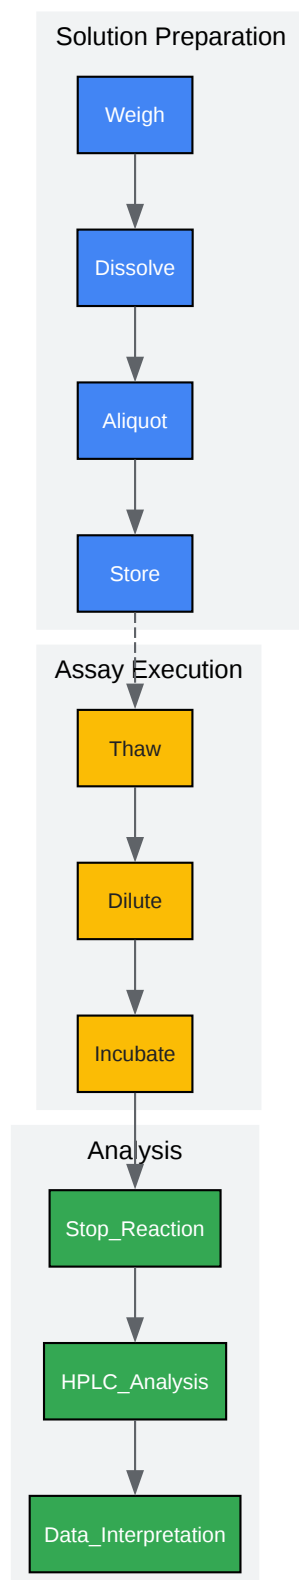 Solution Preparation
Weigh
Dissolve
Aliquot
Store
Assay Execution
Thaw
Dilute
Incubate
Analysis
Stop_Reaction
HPLC_Analysis
Data_Interpretation